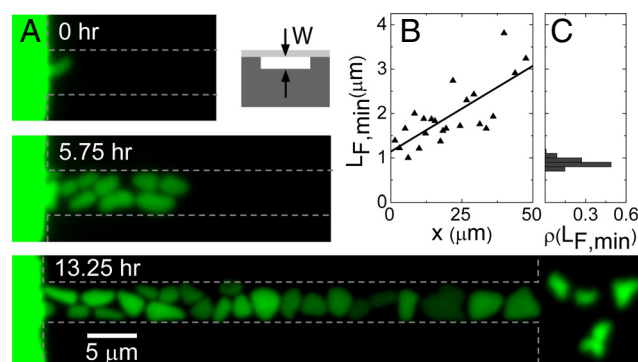 A 0 hr W
5.75 hr
13.25 hr
5 μm
B
L_F,min(μm)
4
3
2
1
0
0 25 50
x (μm)
C
0 0.3 0.6
ρ(L_F,min)